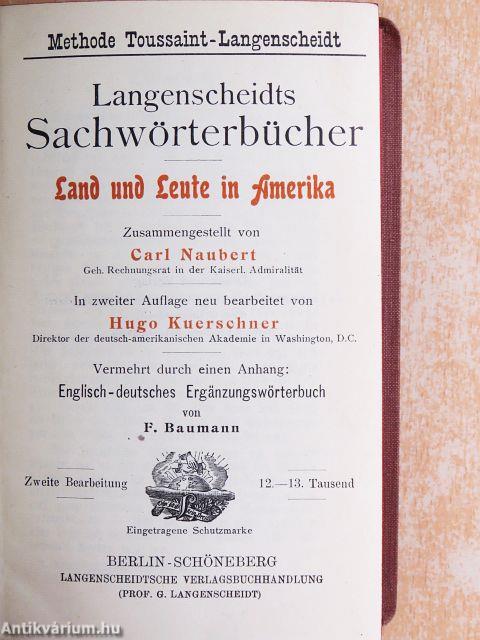 Methode Toussaint-Langenscheidt
Langenscheidts
Sachwörterbücher
Land und Leute in Amerika
Zusammengestellt von
Carl Naubert
Geh. Rechnungsrat in der Kaiserl. Admiralität
In zweiter Auflage neu bearbeitet von
Hugo Kuerschner
Direktor der deutsch-amerikanischen Akademie in Washington, D.C.
Vermehrt durch einen Anhang:
Englisch-deutsches Ergänzungswörterbuch
von
F. Baumann
Zweite Bearbeitung
12.—13. Tausend
Eingetragene Schutzmarke
BERLIN-SCHÖNEBERG
LANGENSCHEIDTSCHE VERLAGSBUCHHANDLUNG
(PROF. G. LANGENSCHEIDT)
Antikvárium.hu